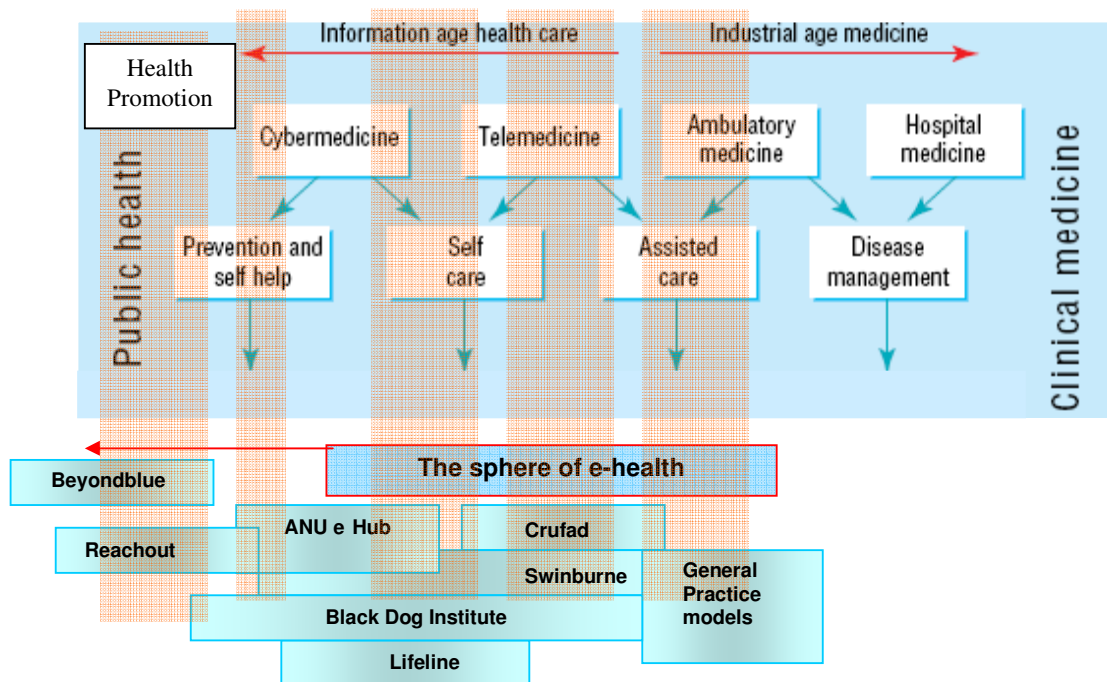 Information age health care
Industrial age medicine
Health
Promotion
Cybermedicine
Telemedicine
Ambulatory
medicine
Hospital
medicine
Public health
Clinical medicine
Prevention and
self help
Self
care
Assisted
care
Disease
management
The sphere of e-health
Beyondblue
ANU e Hub
Crufad
Reachout
Swinburne
General
Practice
models
Black Dog Institute
Lifeline